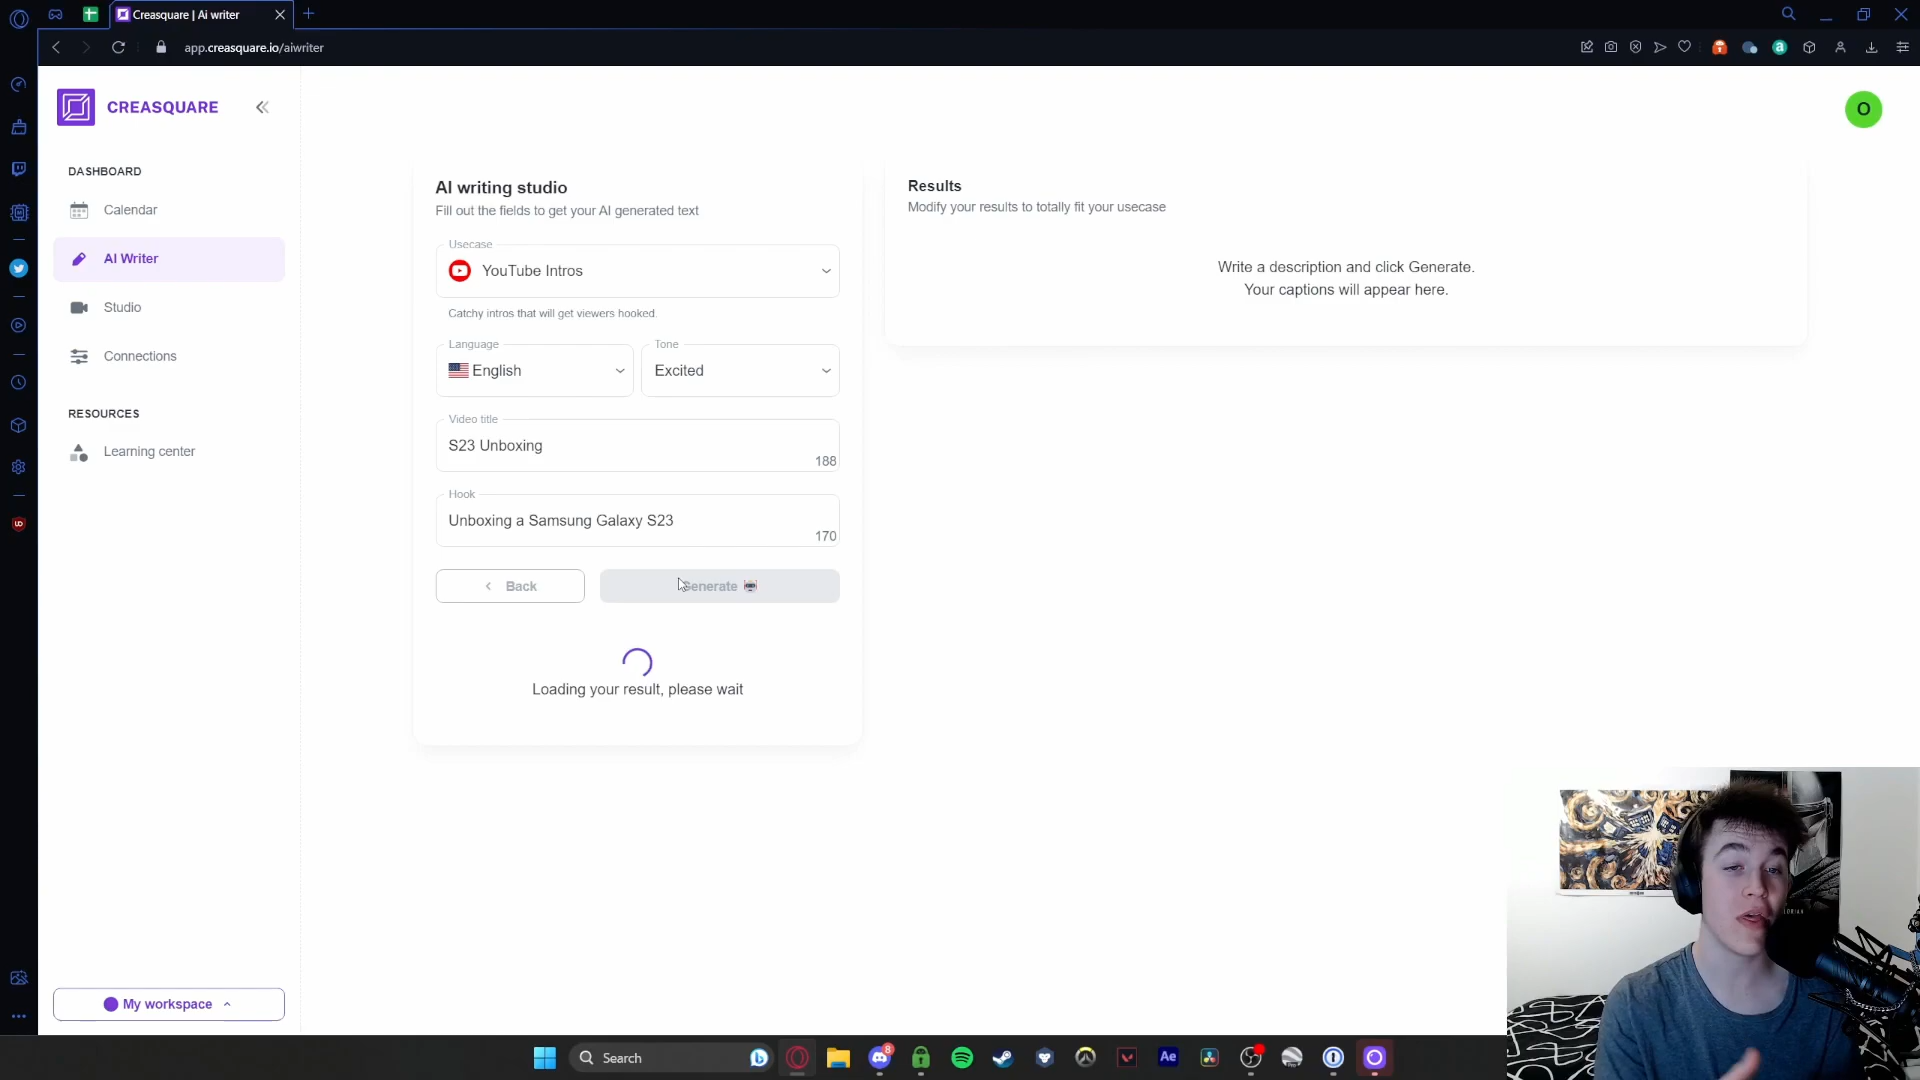 Creasquare | Ai writer
app.creasquare.io/aiwriter
CREASQUARE
O
DASHBOARD
Calendar
AI Writer
Studio
Connections
RESOURCES
Learning center
My workspace
AI writing studio
Fill out the fields to get your AI generated text
Usecase
YouTube Intros
Catchy intros that will get viewers hooked.
Language
Tone
English
Excited
Video title
S23 Unboxing
188
Hook
Unboxing a Samsung Galaxy S23
170
Back
Generate
Loading your result, please wait
Results
Modify your results to totally fit your usecase
Write a description and click Generate.
Your captions will appear here.
Search
8
Ae